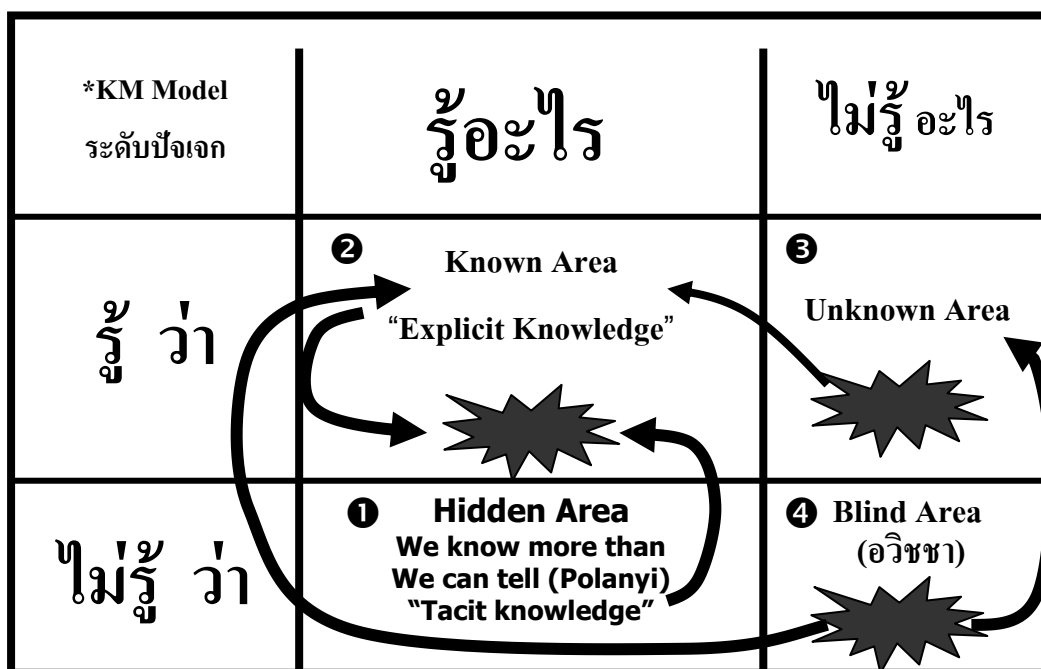 *KM Model
ระดับปัจเจก
รู้อะไร
ไม่รู้ อะไร
รู้ ว่า
❷
Known Area
“Explicit Knowledge”
❸
Unknown Area
ไม่รู้ ว่า
❶ Hidden Area
We know more than
We can tell (Polanyi)
“Tacit knowledge”
❹ Blind Area
(อวิชชา)